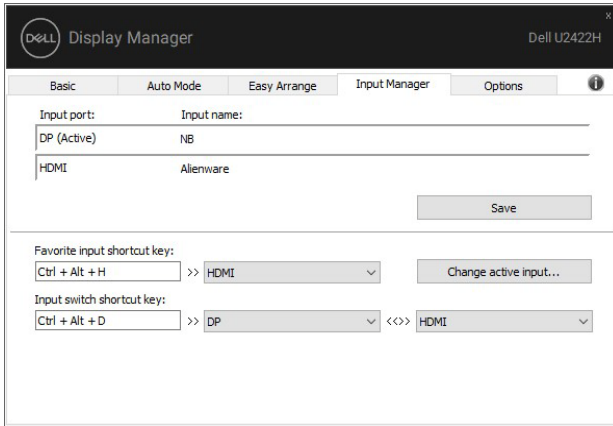 x
DELL Display Manager Dell U2422H
Basic Auto Mode Easy Arrange Input Manager Options i
Input port: Input name:
DP (Active) NB
HDMI Alienware
Save
Favorite input shortcut key:
Ctrl + Alt + H >> HDMI Change active input...
Input switch shortcut key:
Ctrl + Alt + D >> DP <<>> HDMI